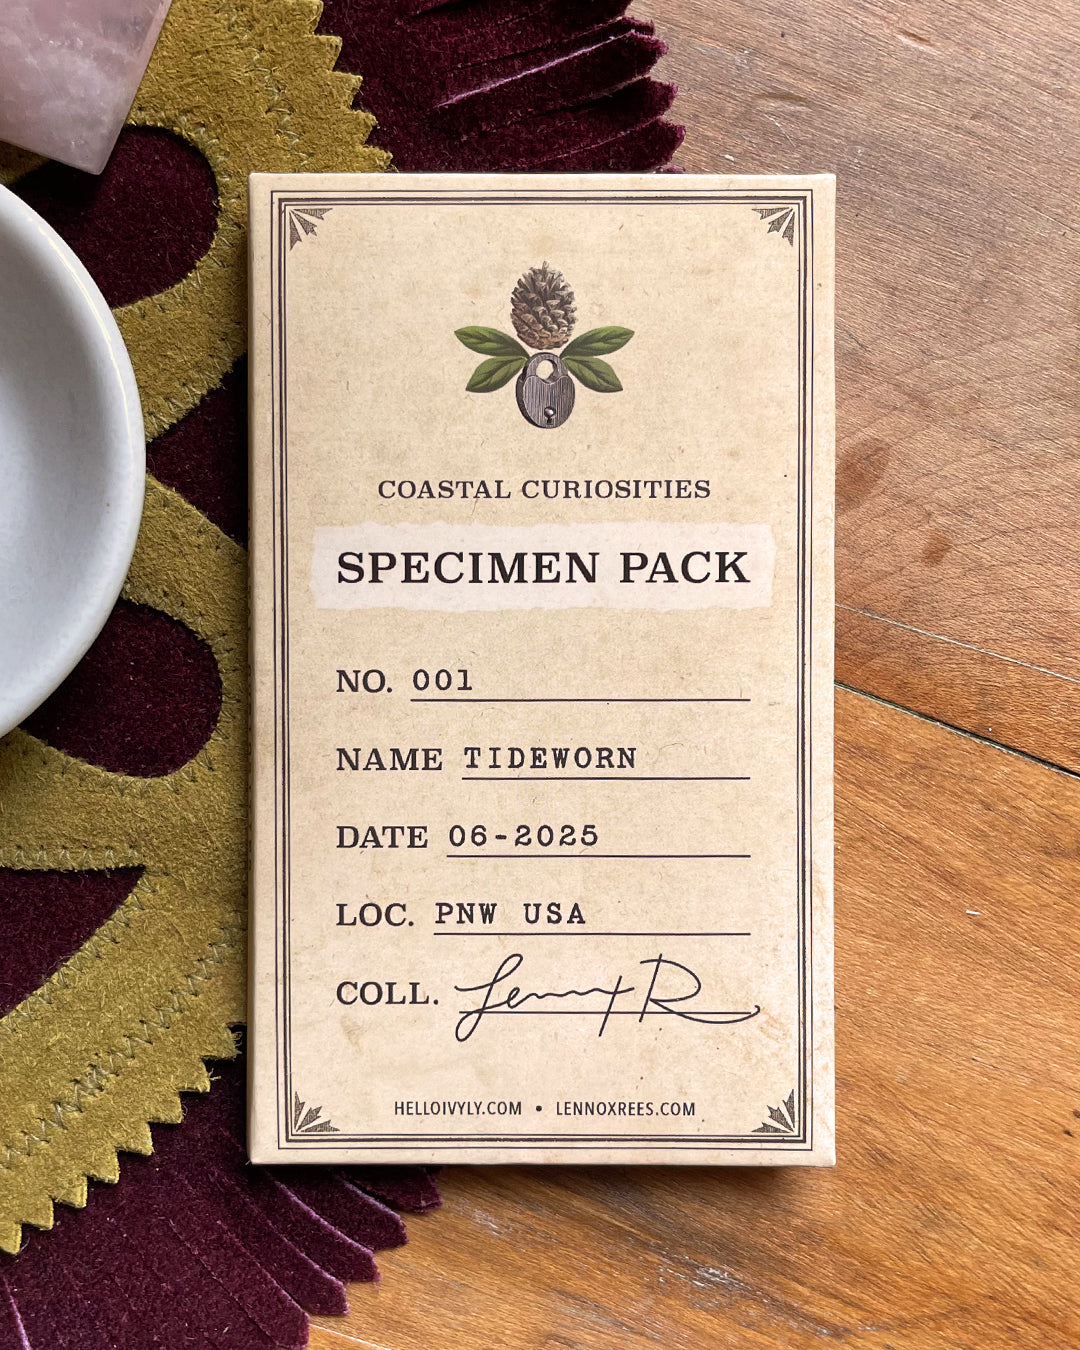 COASTAL CURIOSITIES
SPECIMEN PACK
NO. 001
NAME TIDEWORN
DATE 06-2025
LOC. PNW USA
COLL. Lennox R
HELLOIVYLY.COM • LENNOXREES.COM